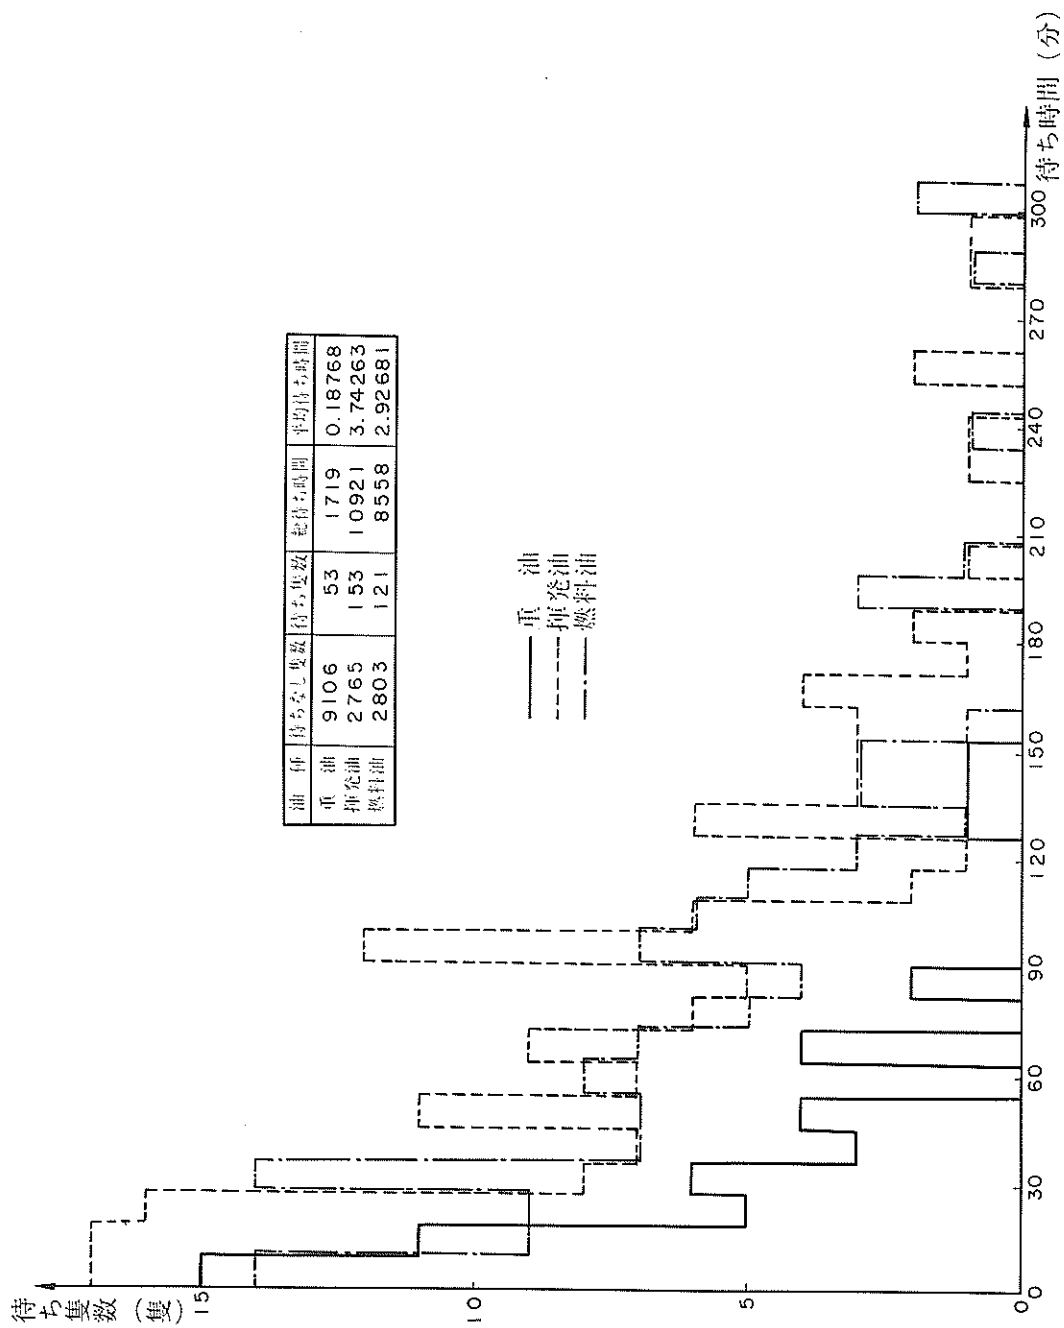 待ち隻数(隻)
15
10
5
0
油 種 待ちなし隻数 待ち隻数 総待ち時間 平均待ち時間
重 油 9106 53 1719 0.18768
揮発油 2765 153 10921 3.74263
燃料油 2803 121 8558 2.92681
重 油
揮発油
燃料油
0 30 60 90 120 150 180 210 240 270 300
待ち時間(分)